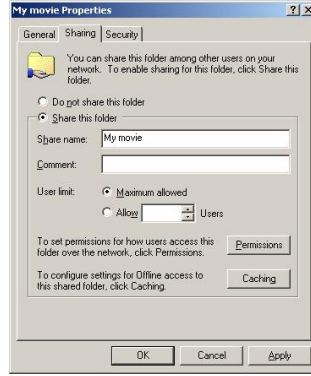 My movie Properties
General Sharing Security
You can share this folder among other users on your
network. To enable sharing for this folder, click Share this
folder.
Do not share this folder
Share this folder
Share name: My movie
Comment:
User limit: Maximum allowed
Allow Users
To set permissions for how users access this
folder over the network, click Permissions.
Permissions
To configure settings for Offline access to
this shared folder, click Caching.
Caching
OK Cancel Apply